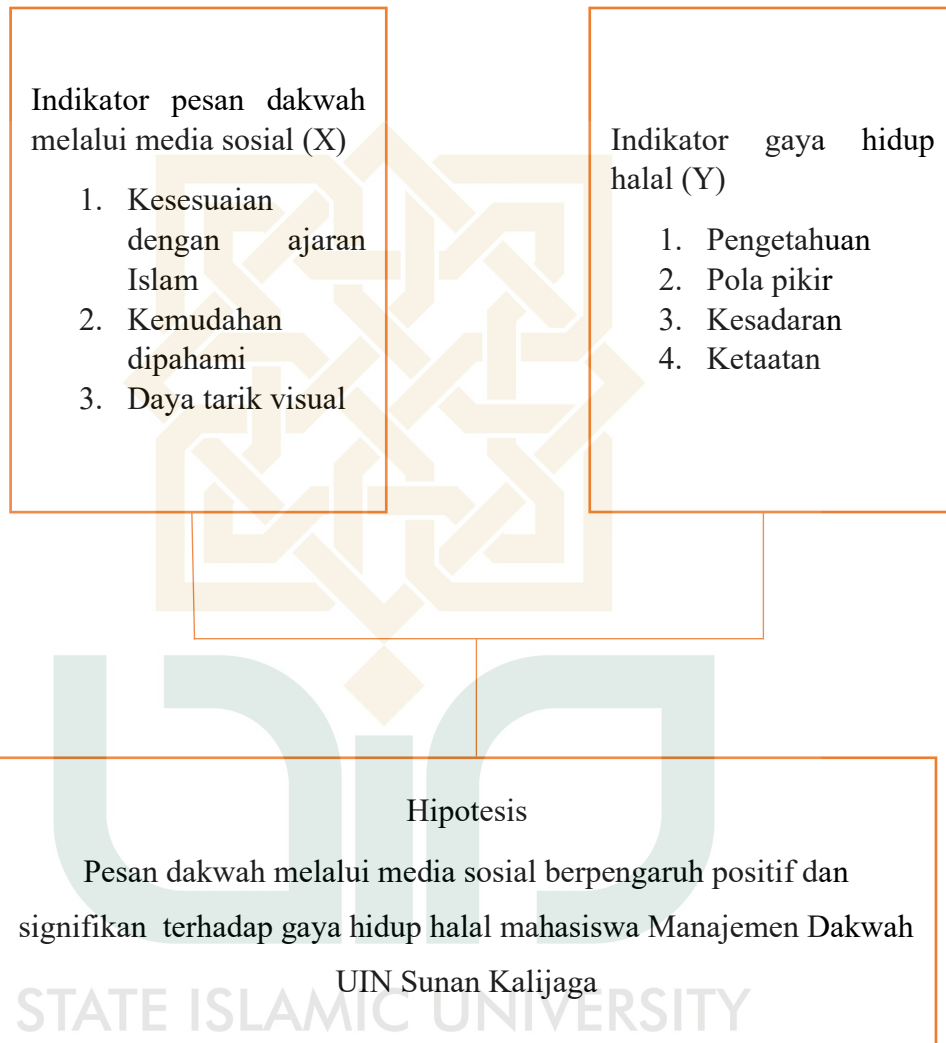 Indikator pesan dakwah
melalui media sosial (X)
1. Kesesuaian
dengan ajaran
Islam
2. Kemudahan
dipahami
3. Daya tarik visual
Indikator gaya hidup
halal (Y)
1. Pengetahuan
2. Pola pikir
3. Kesadaran
4. Ketaatan
Hipotesis
Pesan dakwah melalui media sosial berpengaruh positif dan
signifikan terhadap gaya hidup halal mahasiswa Manajemen Dakwah
UIN Sunan Kalijaga
STATE ISLAMIC UNIVERSITY